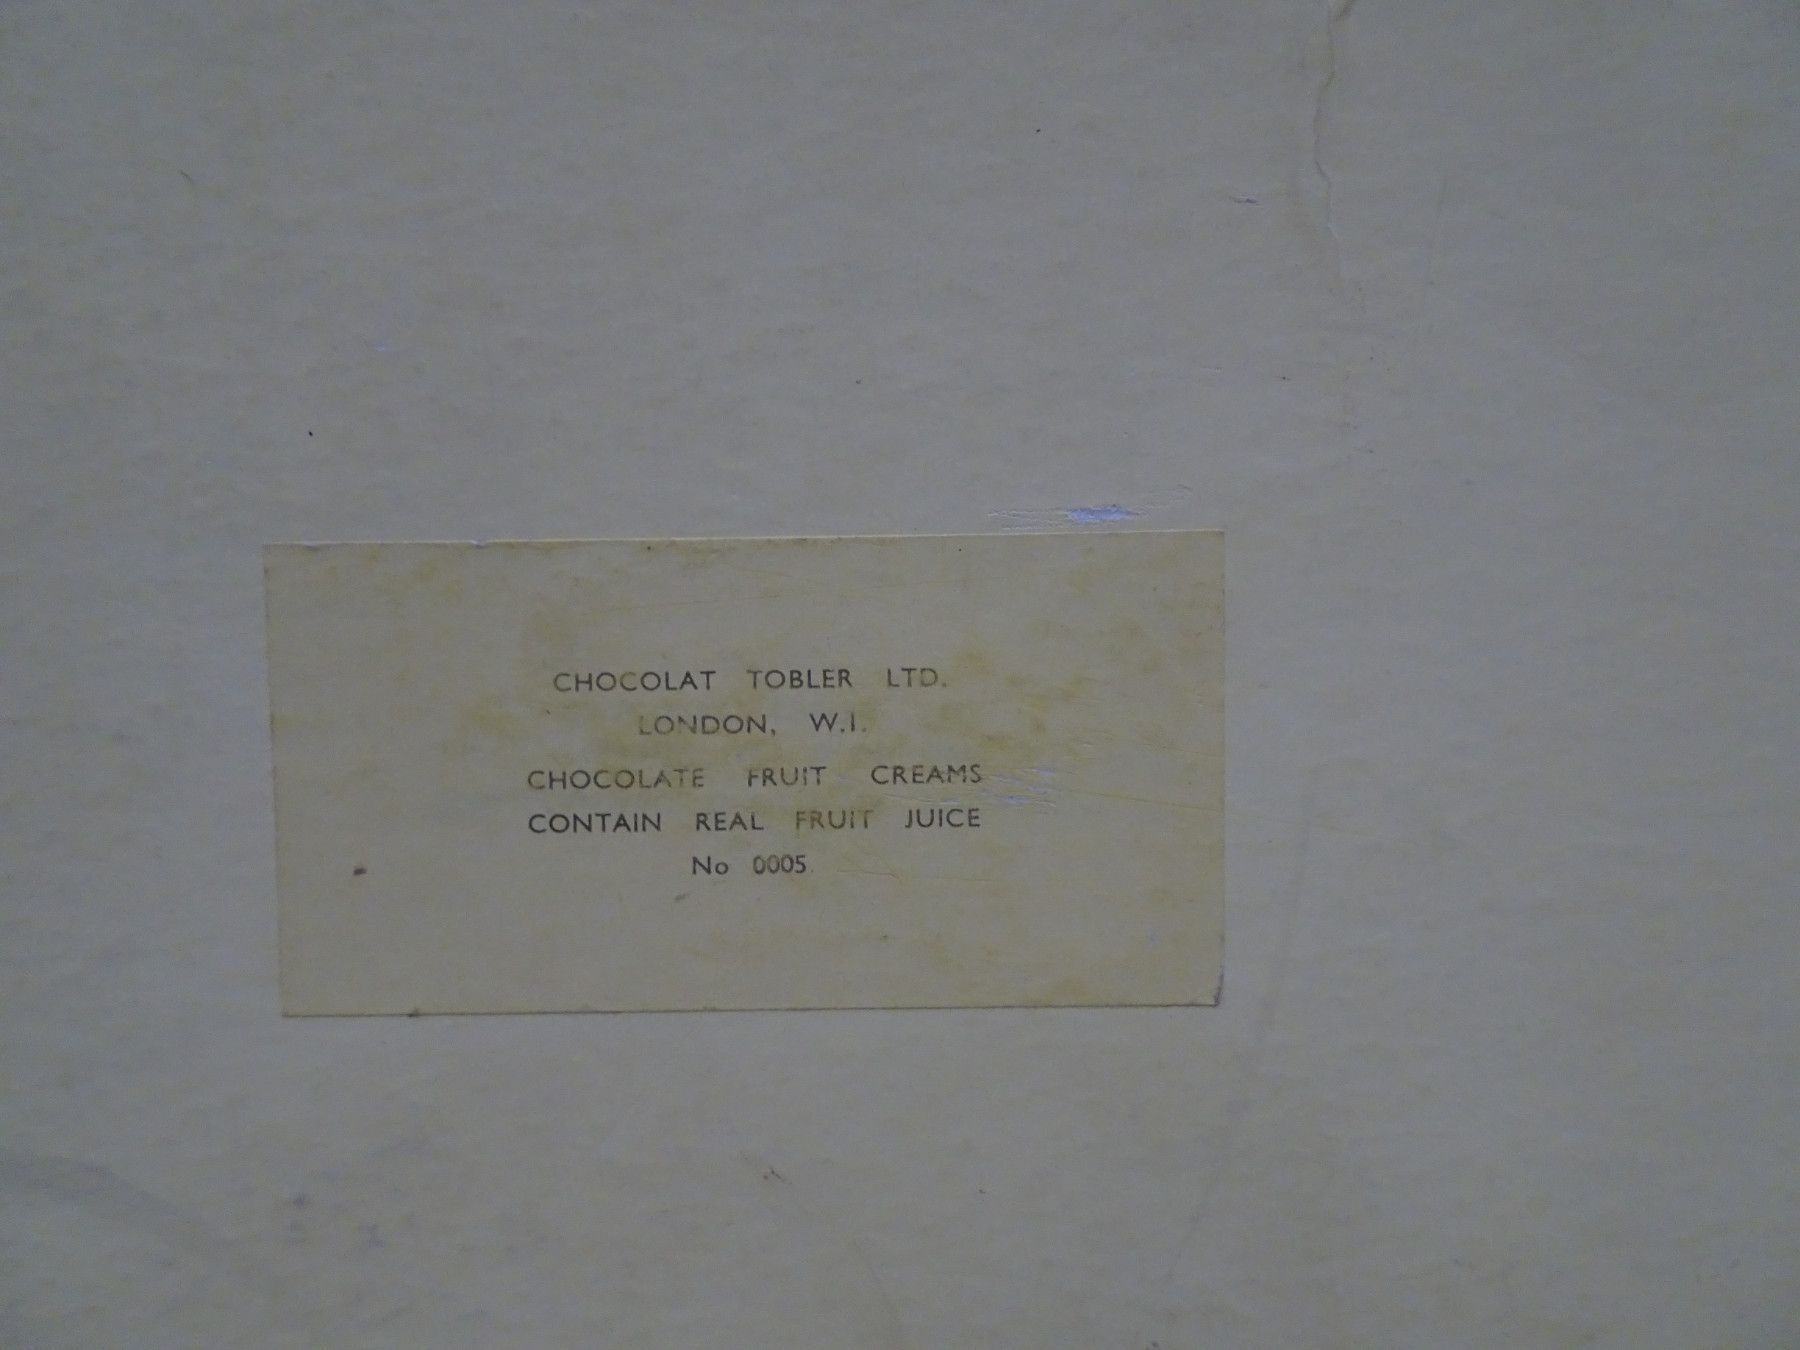 CHOCOLAT TOBLER LTD.
LONDON, W.I.
CHOCOLATE FRUIT CREAMS
CONTAIN REAL FRUIT JUICE
No 0005